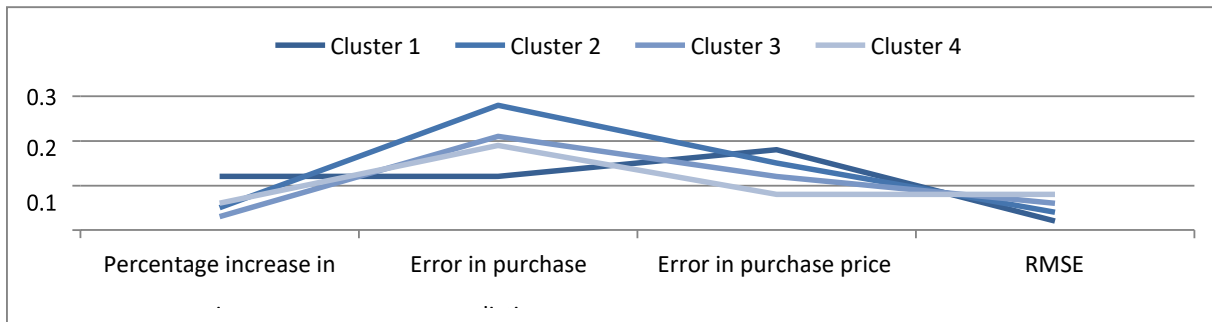 Cluster 1 Cluster 2 Cluster 3 Cluster 4
0.3
0.2
0.1
Percentage increase in Error in purchase Error in purchase price RMSE